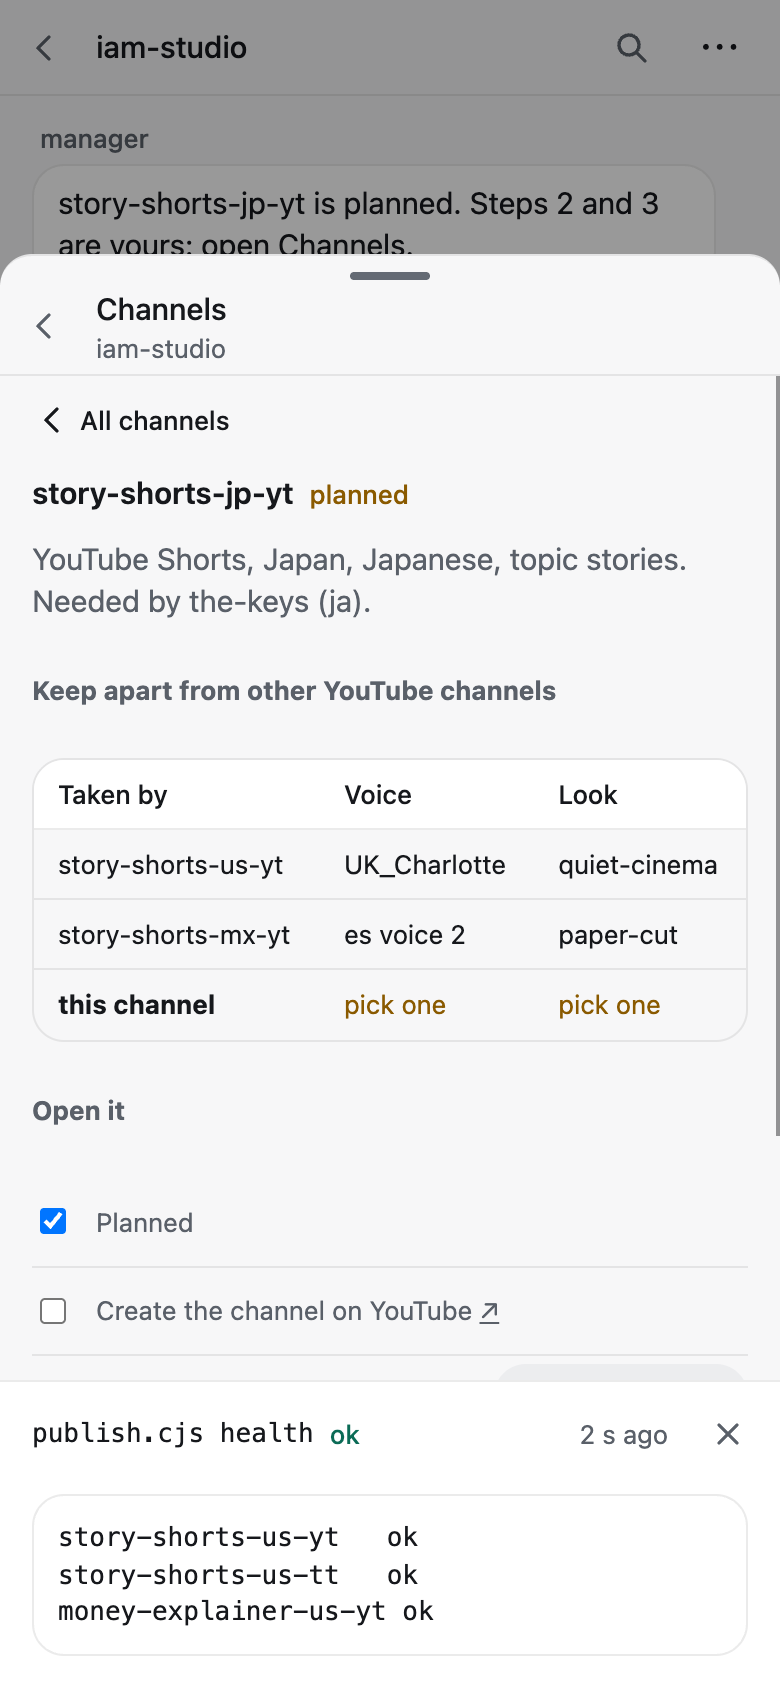 iam-studio
manager
story-shorts-jp-yt is planned. Steps 2 and 3
are yours: open Channels.
Channels
iam-studio
All channels
story-shorts-jp-yt planned
YouTube Shorts, Japan, Japanese, topic stories.
Needed by the-keys (ja).
Keep apart from other YouTube channels
Taken by Voice Look
story-shorts-us-yt UK_Charlotte quiet-cinema
story-shorts-mx-yt es voice 2 paper-cut
this channel pick one pick one
Open it
Planned
Create the channel on YouTube ↗
publish.cjs health ok 2 s ago
story-shorts-us-yt ok
story-shorts-us-tt ok
money-explainer-us-yt ok